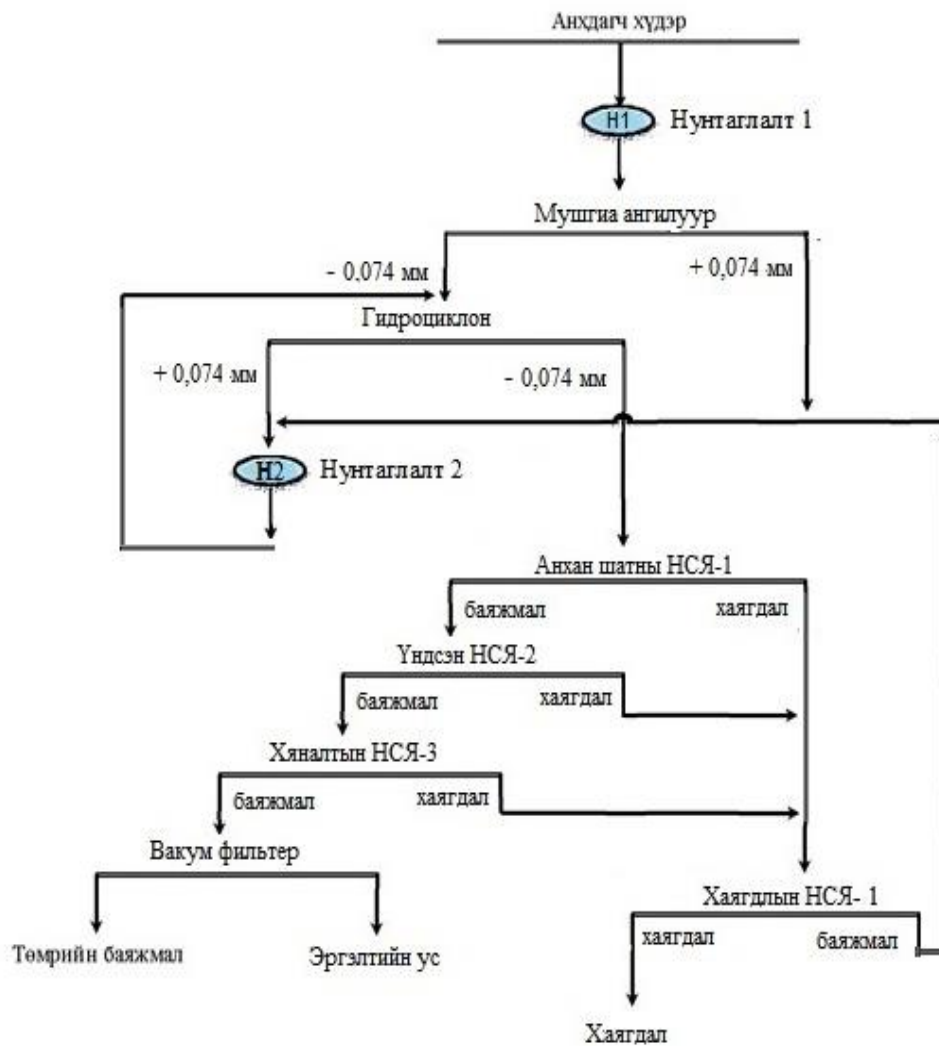 Анхдагч хүдэр
Н1 Нунтаглалт 1
Мушгиа ангилуур
- 0,074 мм
+ 0,074 мм
Гидроциклон
+ 0,074 мм
- 0,074 мм
Н2 Нунтаглалт 2
Анхан шатны НСЯ-1
баяжмал
хаягдал
Үндсэн НСЯ-2
баяжмал
хаягдал
Хяналтын НСЯ-3
баяжмал
хаягдал
Вакум фильтер
Хаягдлын НСЯ- 1
хаягдал
баяжмал
Төмрийн баяжмал
Эргэлтийн ус
Хаягдал